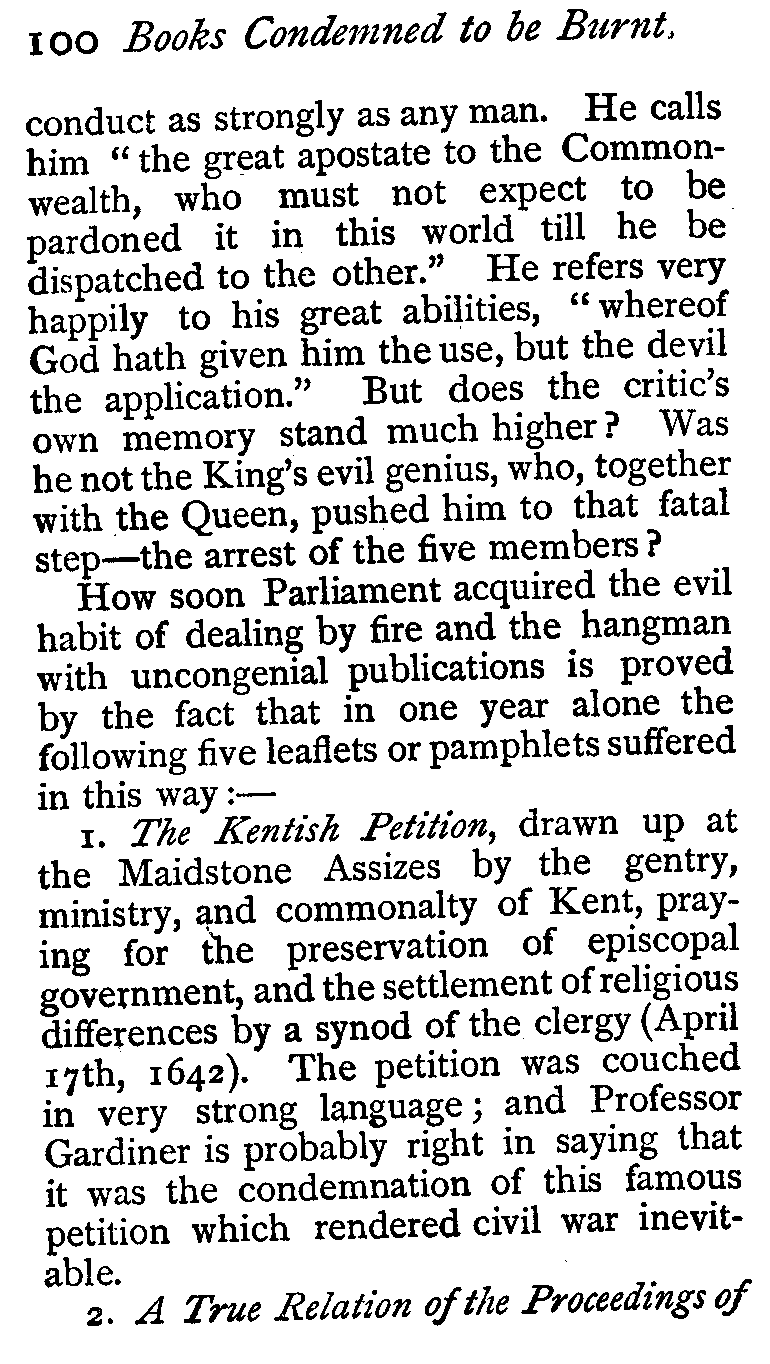 100 Books Condemned to be Burnt.
conduct as strongly as any man. He calls
him “the great apostate to the Common-
wealth, who must not expect to be
pardoned it in this world till he be
dispatched to the other.” He refers very
happily to his great abilities, “whereof
God hath given him the use, but the devil
the application.” But does the critic’s
own memory stand much higher? Was
he not the King’s evil genius, who, together
with the Queen, pushed him to that fatal
step—the arrest of the five members?
How soon Parliament acquired the evil
habit of dealing by fire and the hangman
with uncongenial publications is proved
by the fact that in one year alone the
following five leaflets or pamphlets suffered
in this way:—
1. The Kentish Petition, drawn up at
the Maidstone Assizes by the gentry,
ministry, and commonalty of Kent, pray-
ing for the preservation of episcopal
government, and the settlement of religious
differences by a synod of the clergy (April
17th, 1642). The petition was couched
in very strong language; and Professor
Gardiner is probably right in saying that
it was the condemnation of this famous
petition which rendered civil war inevit-
able.
2. A True Relation of the Proceedings of